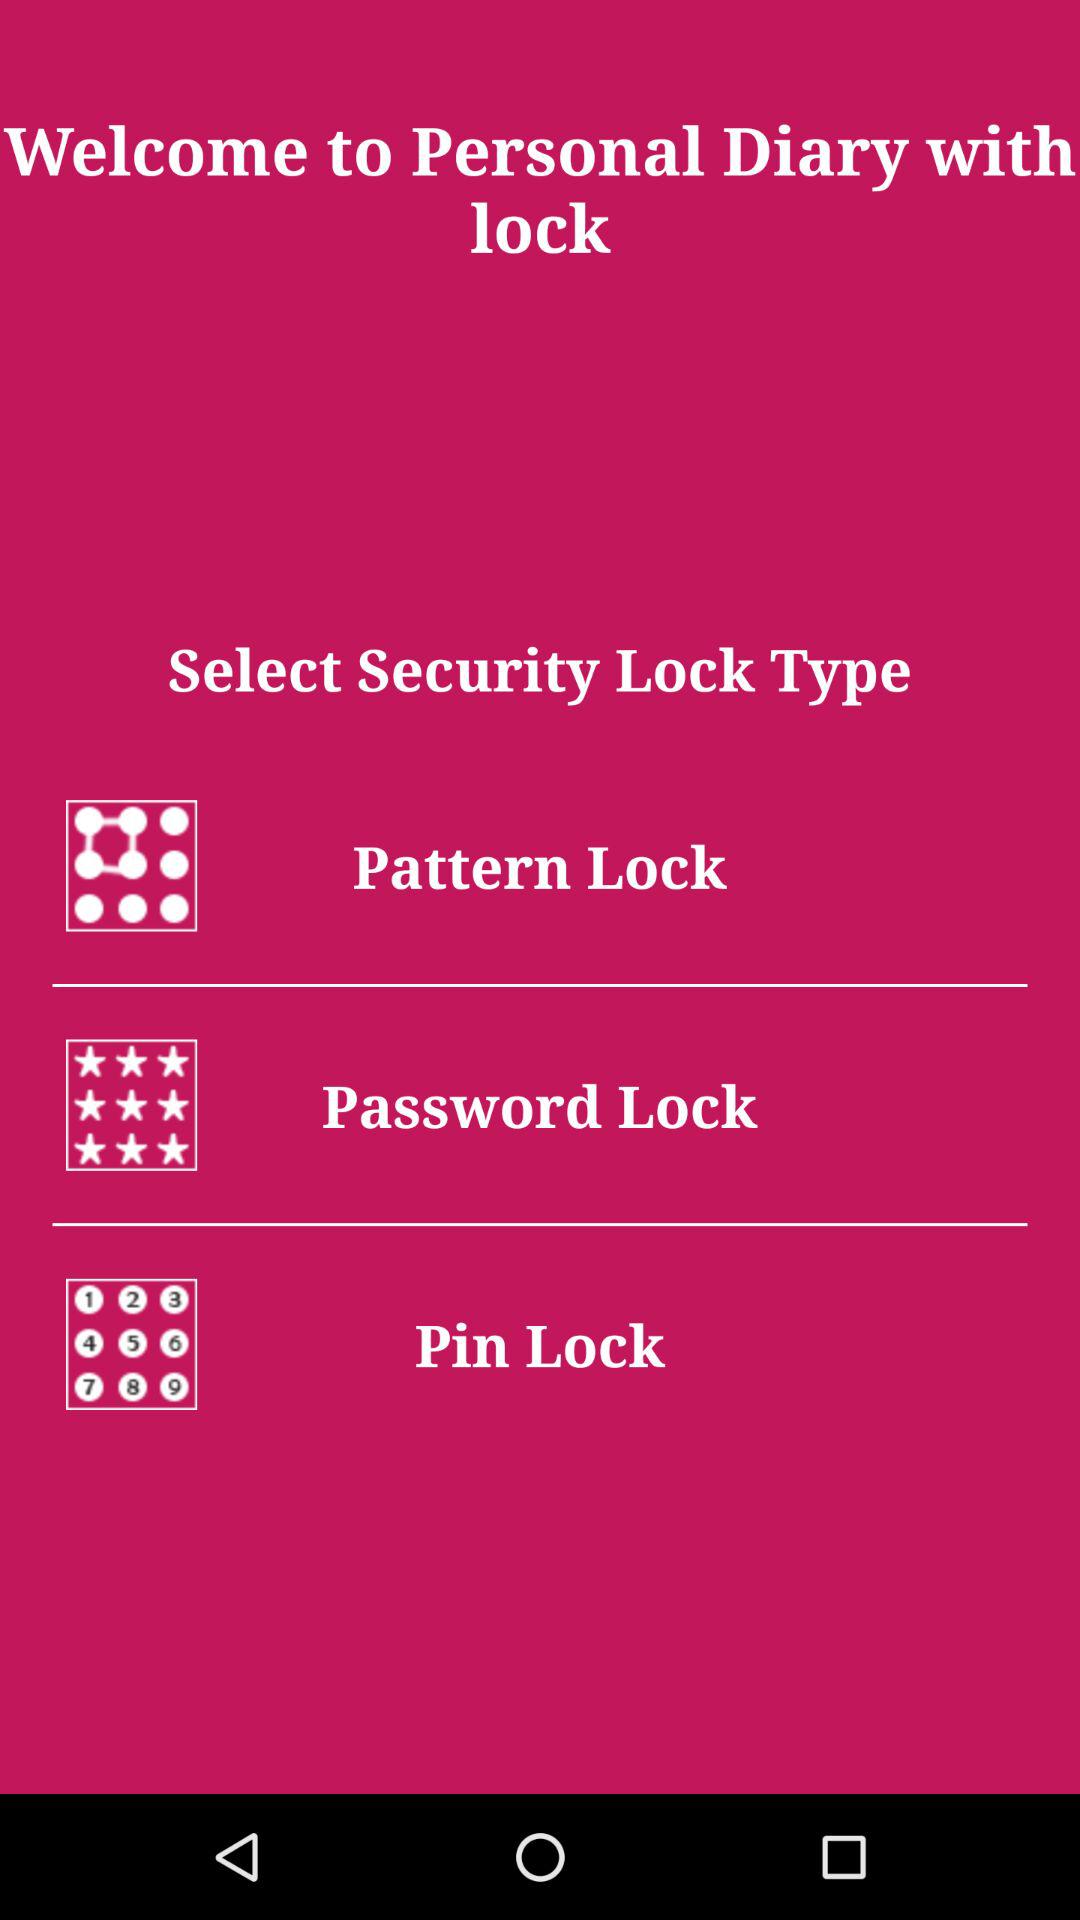 Welcome to Personal Diary with
lock
Select Security Lock Type
Pattern Lock
Password Lock
1 2 3
4 5 6
7 8 9
Pin Lock